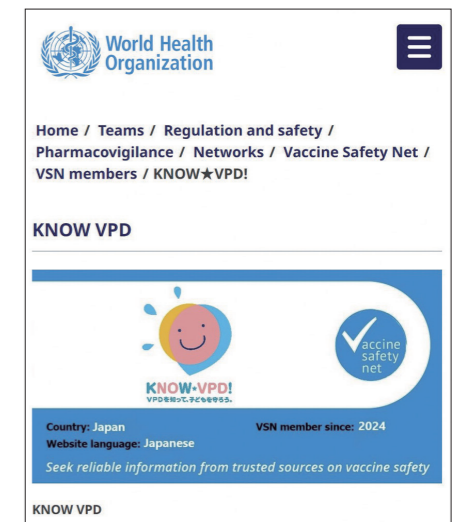 World Health
Organization
Home / Teams / Regulation and safety /
Pharmacovigilance / Networks / Vaccine Safety Net /
VSN members / KNOW★VPD!
KNOW VPD
KNOW★VPD!
VPDを知って、子どもを守ろう。
Vaccine
safety
net
Country: Japan
VSN member since: 2024
Website language: Japanese
Seek reliable information from trusted sources on vaccine safety
KNOW VPD